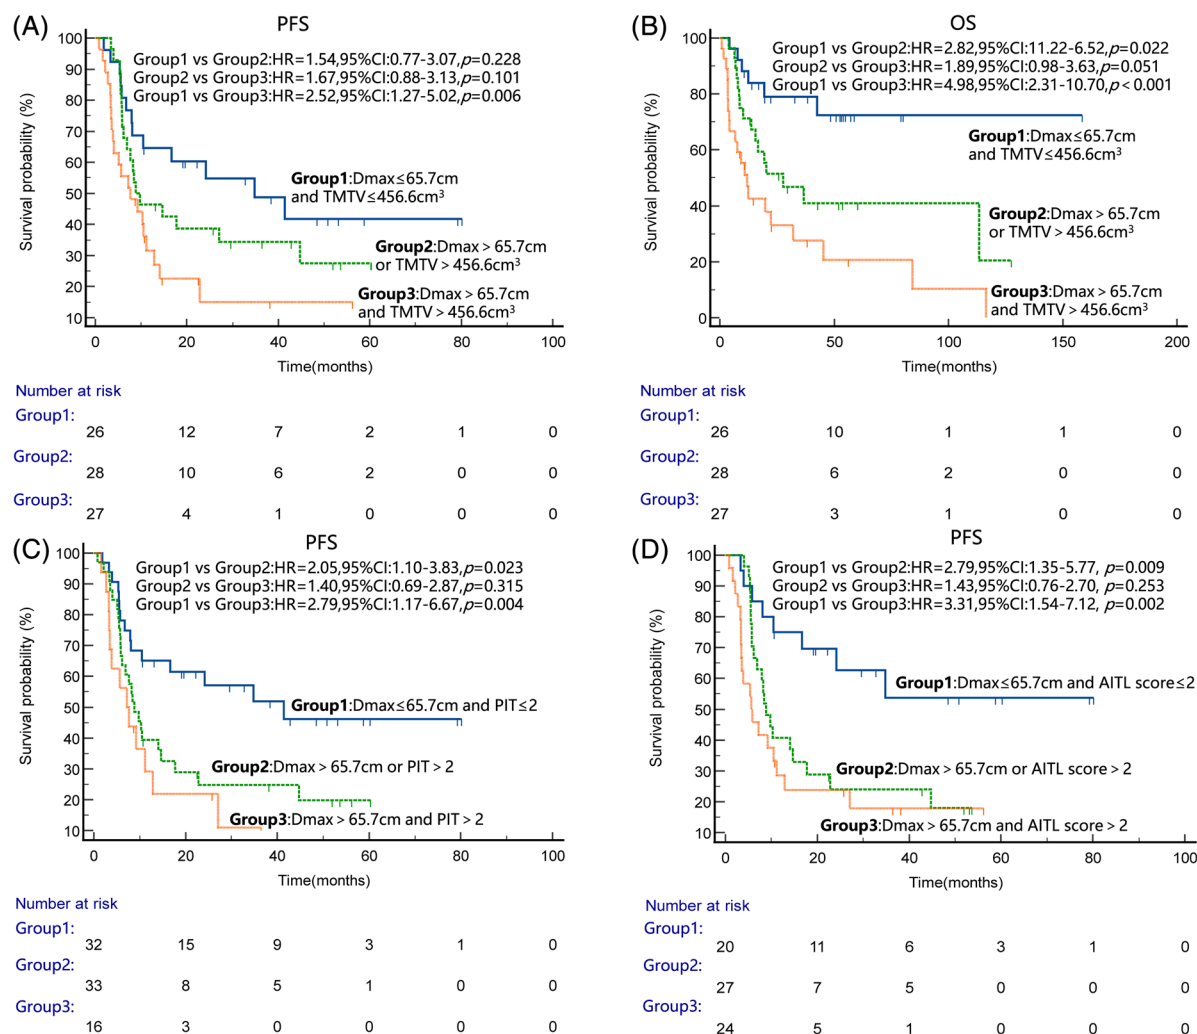 (A)
PFS
Group1 vs Group2:HR=1.54,95%CI:0.77-3.07,p=0.228
Group2 vs Group3:HR=1.67,95%CI:0.88-3.13,p=0.101
Group1 vs Group3:HR=2.52,95%CI:1.27-5.02,p=0.006
Survival probability (%)
100
90
80
70
60
50
40
30
20
10
Group1:Dmax≤65.7cm
and TMTV≤456.6cm³
Group2:Dmax > 65.7cm
or TMTV > 456.6cm³
Group3:Dmax > 65.7cm
and TMTV > 456.6cm³
0 20 40 60 80 100
Time(months)
Number at risk
Group1:
26 12 7 2 1 0
Group2:
28 10 6 2 0 0
Group3:
27 4 1 0 0 0
(B)
OS
Group1 vs Group2:HR=2.82,95%CI:11.22-6.52,p=0.022
Group2 vs Group3:HR=1.89,95%CI:0.98-3.63,p=0.051
Group1 vs Group3:HR=4.98,95%CI:2.31-10.70,p<0.001
Survival probability (%)
100
80
60
40
20
0
Group1:Dmax≤65.7cm
and TMTV≤456.6cm³
Group2:Dmax > 65.7cm
or TMTV > 456.6cm³
Group3:Dmax > 65.7cm
and TMTV > 456.6cm³
0 50 100 150 200
Time(months)
Number at risk
Group1:
26 10 1 1 0
Group2:
28 6 2 0 0
Group3:
27 3 1 0 0
(C)
PFS
Group1 vs Group2:HR=2.05,95%CI:1.10-3.83,p=0.023
Group2 vs Group3:HR=1.40,95%CI:0.69-2.87,p=0.315
Group1 vs Group3:HR=2.79,95%CI:1.17-6.67,p=0.004
Survival probability (%)
100
90
80
70
60
50
40
30
20
10
Group1:Dmax≤65.7cm and PIT≤2
Group2:Dmax > 65.7cm or PIT > 2
Group3:Dmax > 65.7cm and PIT > 2
0 20 40 60 80 100
Time(months)
Number at risk
Group1:
32 15 9 3 1 0
Group2:
33 8 5 1 0 0
Group3:
16 3 0 0 0 0
(D)
PFS
Group1 vs Group2:HR=2.79,95%CI:1.35-5.77, p=0.009
Group2 vs Group3:HR=1.43,95%CI:0.76-2.70, p=0.253
Group1 vs Group3:HR=3.31,95%CI:1.54-7.12, p=0.002
Survival probability (%)
100
90
80
70
60
50
40
30
20
10
Group1:Dmax≤65.7cm and AITL score≤2
Group2:Dmax > 65.7cm or AITL score > 2
Group3:Dmax > 65.7cm and AITL score > 2
0 20 40 60 80 100
Time(months)
Number at risk
Group1:
20 11 6 3 1 0
Group2:
27 7 5 0 0 0
Group3:
24 5 1 0 0 0